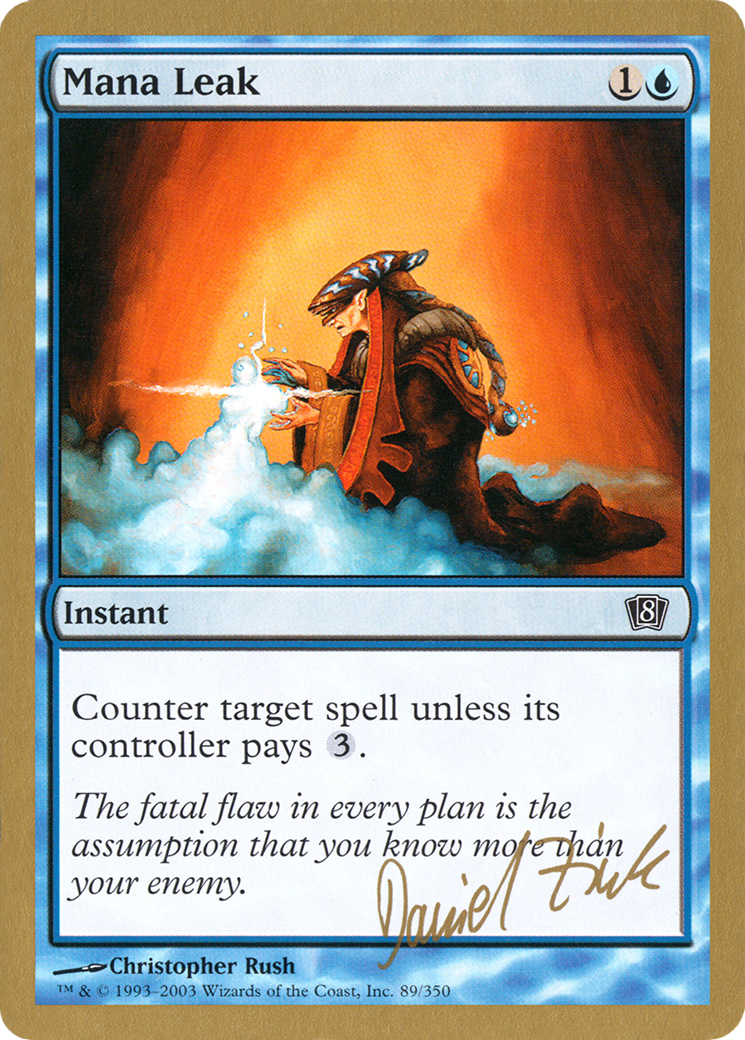 Mana Leak 1
Instant 8
Counter target spell unless its
controller pays 3.
The fatal flaw in every plan is the
assumption that you know more than
your enemy.
Daniel Zink
Christopher Rush
™ & © 1993–2003 Wizards of the Coast, Inc. 89/350